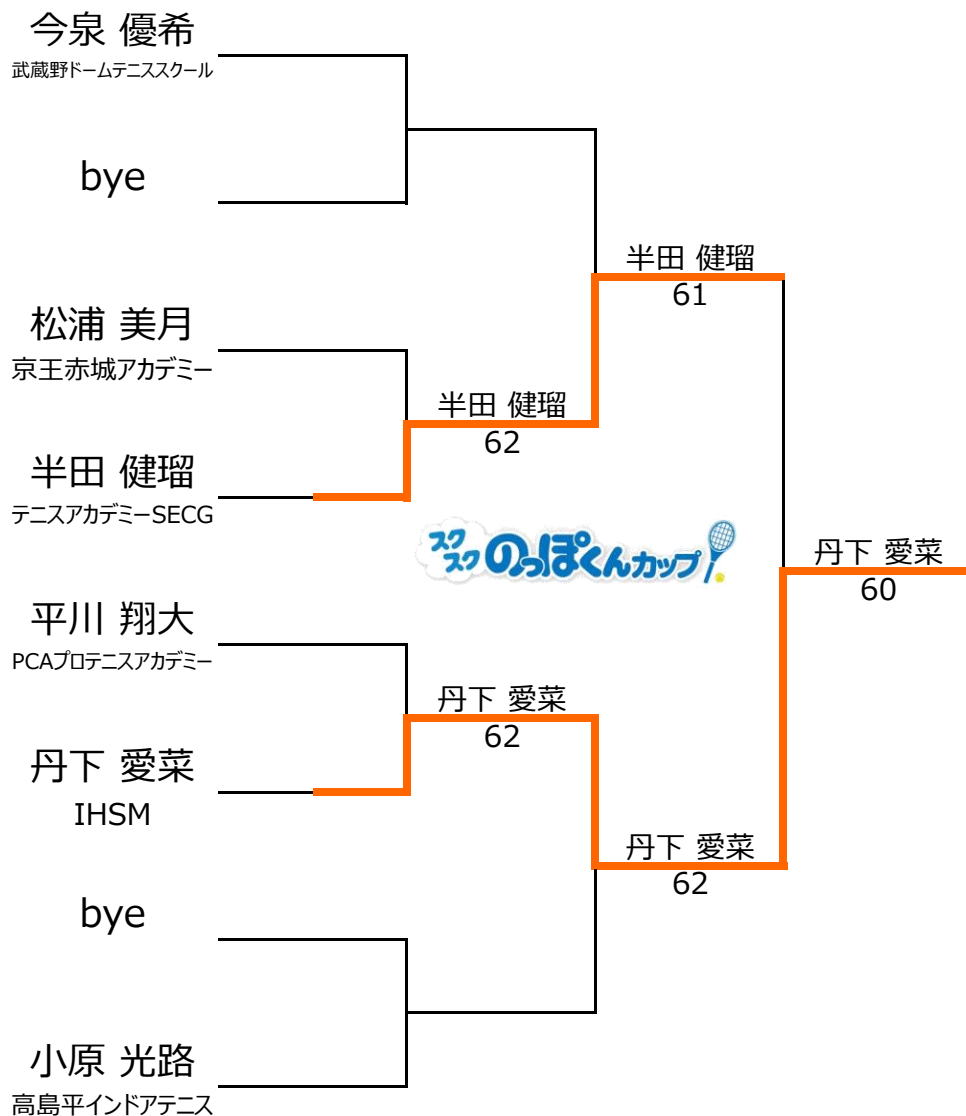 今泉 優希
武蔵野ドームテニススクール
bye
半田 健瑠
61
松浦 美月
京王赤城アカデミー
半田 健瑠
62
半田 健瑠
テニスアカデミーSECG
スクスクのっぽくんカップ
丹下 愛菜
60
平川 翔大
PCAプロテニスアカデミー
丹下 愛菜
62
丹下 愛菜
IHSM
丹下 愛菜
62
bye
小原 光路
高島平インドアテニス